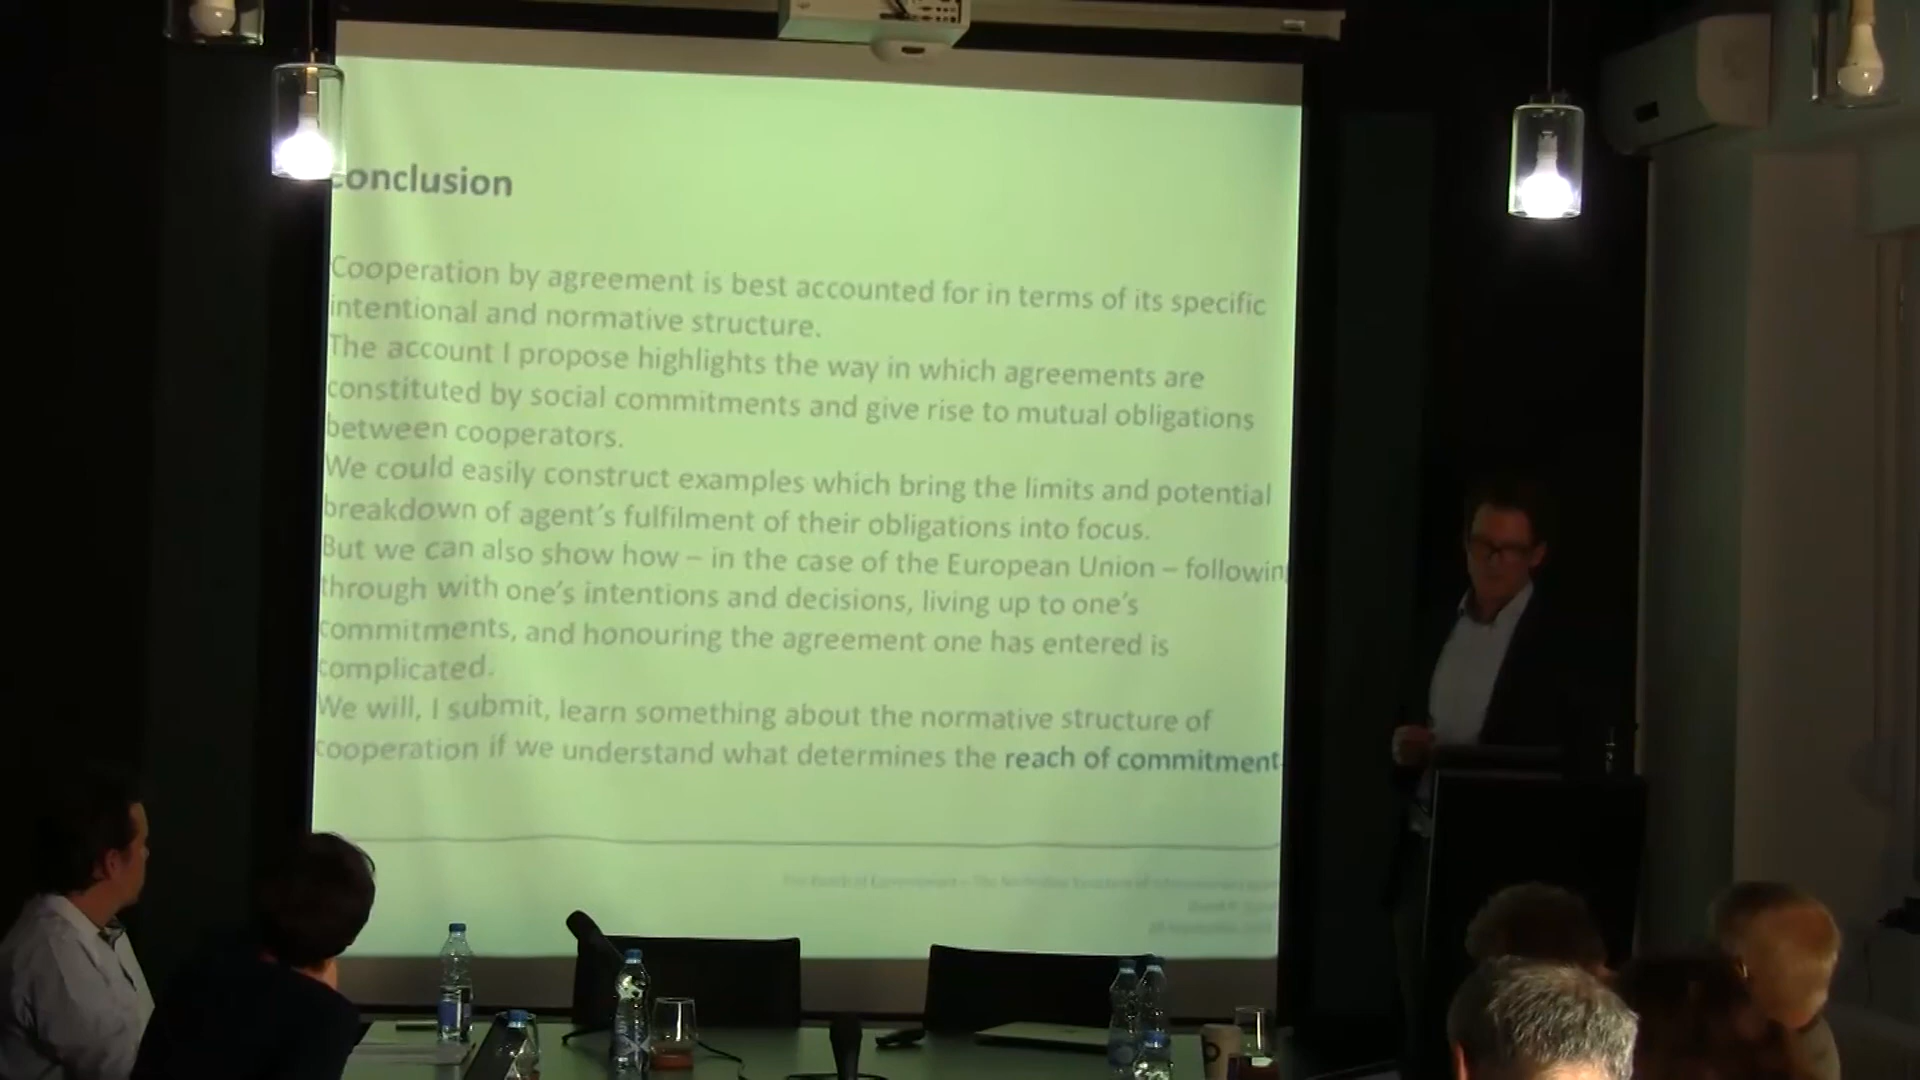 conclusion
Cooperation by agreement is best accounted for in terms of its specific
intentional and normative structure.
The account I propose highlights the way in which agreements are
constituted by social commitments and give rise to mutual obligations
between cooperators.
We could easily construct examples which bring the limits and potential
breakdown of agent’s fulfilment of their obligations into focus.
But we can also show how – in the case of the European Union – followin
through with one’s intentions and decisions, living up to one’s
commitments, and honouring the agreement one has entered is
complicated.
We will, I submit, learn something about the normative structure of
cooperation if we understand what determines the reach of commitment.